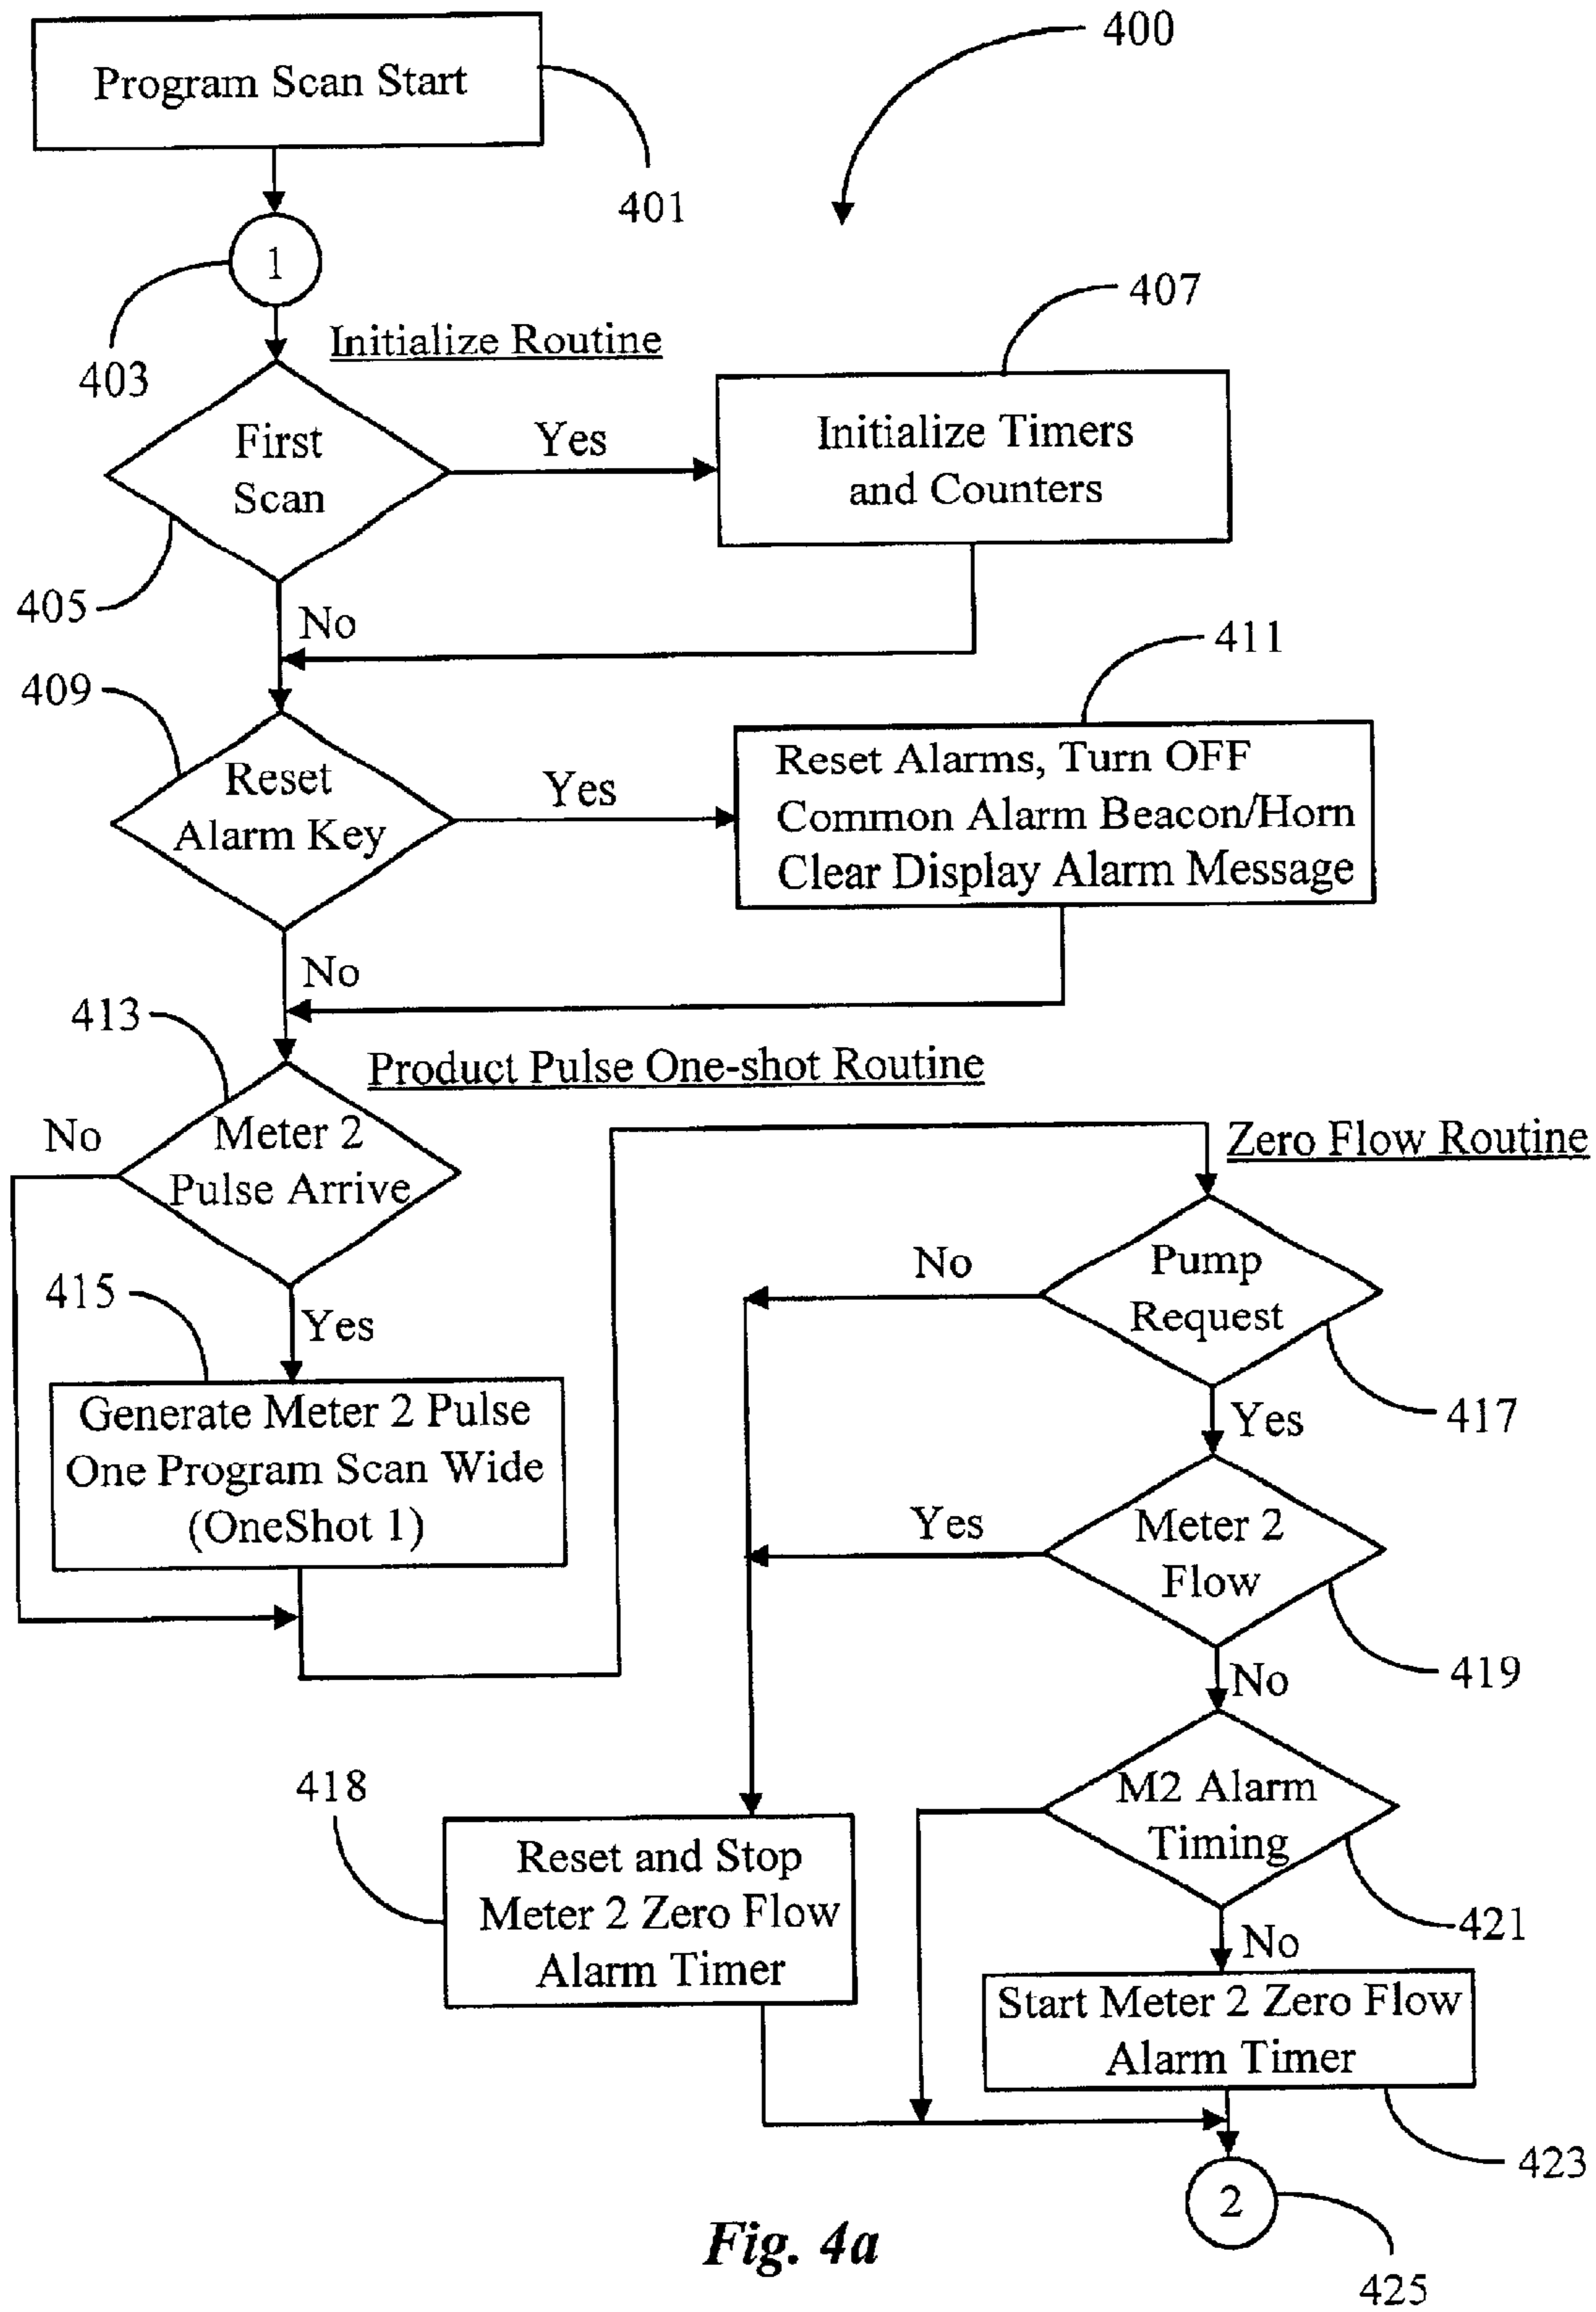 400
Program Scan Start
401
1
403
Initialize Routine
407
First
Scan
Yes
Initialize Timers
and Counters
405
No
411
409
Reset
Alarm Key
Yes
Reset Alarms, Turn OFF
Common Alarm Beacon/Horn
Clear Display Alarm Message
No
413
Product Pulse One-shot Routine
No
Meter 2
Pulse Arrive
Zero Flow Routine
415
Yes
No
Pump
Request
Generate Meter 2 Pulse
One Program Scan Wide
(OneShot 1)
Yes
417
Yes
Meter 2
Flow
No
419
418
M2 Alarm
Timing
Reset and Stop
Meter 2 Zero Flow
Alarm Timer
421
No
Start Meter 2 Zero Flow
Alarm Timer
423
2
425
Fig. 4a